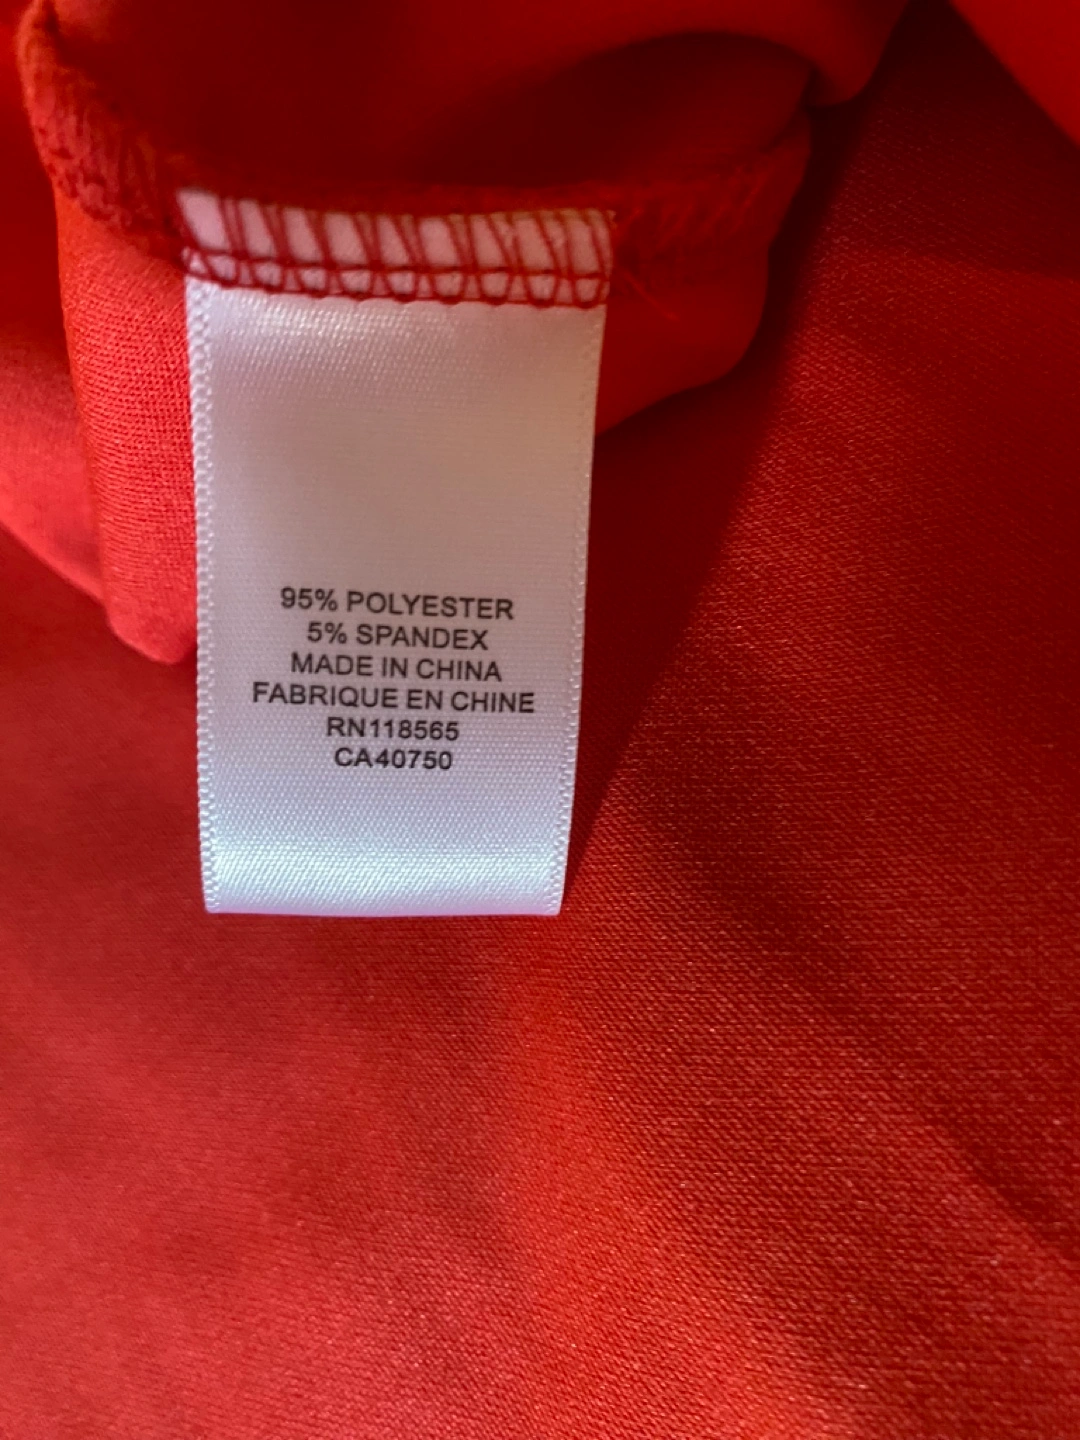 95% POLYESTER
5% SPANDEX
MADE IN CHINA
FABRIQUE EN CHINE
RN118565
CA40750